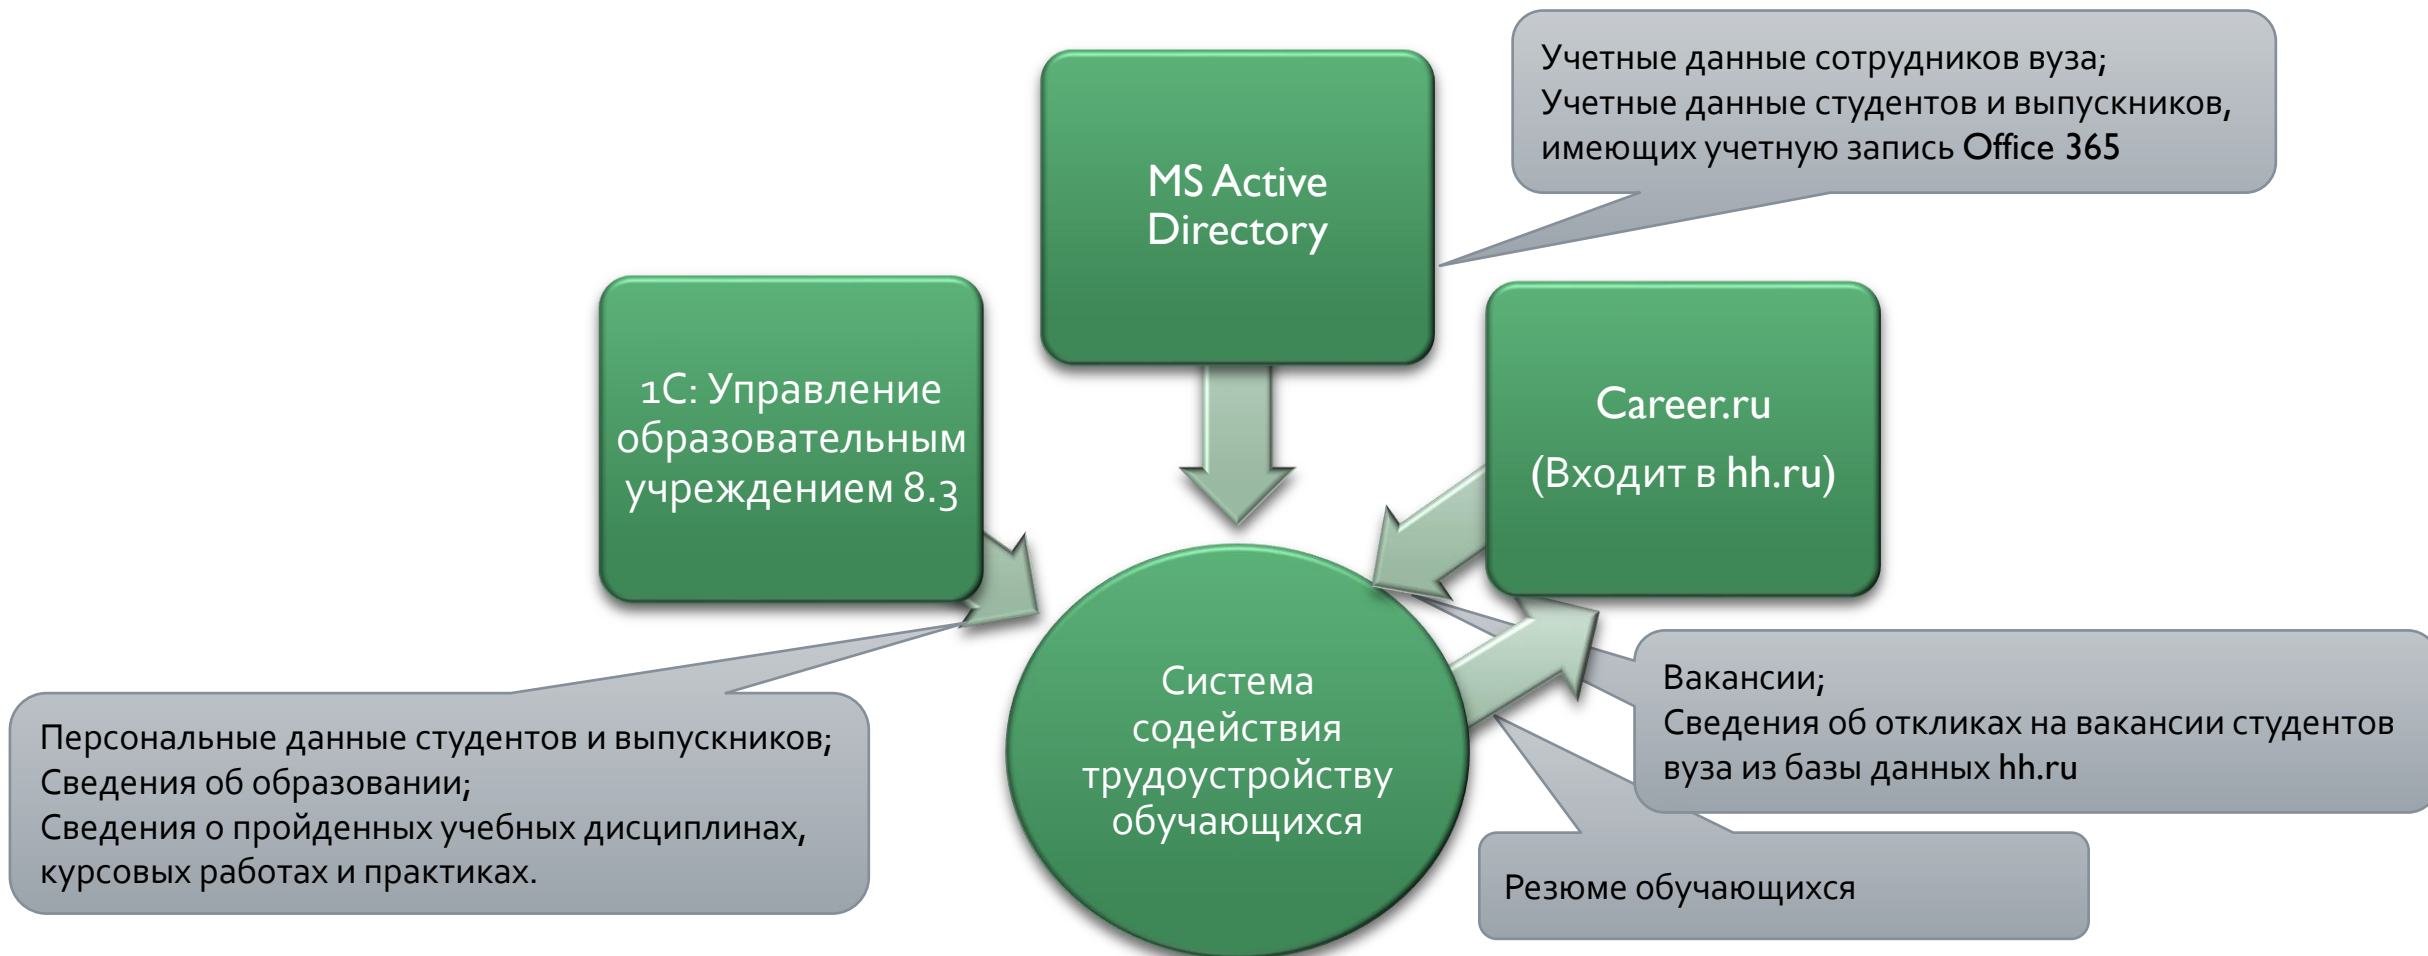 Учетные данные сотрудников вуза;
Учетные данные студентов и выпускников,
имеющих учетную запись Office 365
MS Active
Directory
1С: Управление
образовательным
учреждением 8.3
Career.ru
(Входит в hh.ru)
Система
содействия
трудоустройству
обучающихся
Персональные данные студентов и выпускников;
Сведения об образовании;
Сведения о пройденных учебных дисциплинах,
курсовых работах и практиках.
Вакансии;
Сведения об откликах на вакансии студентов
вуза из базы данных hh.ru
Резюме обучающихся